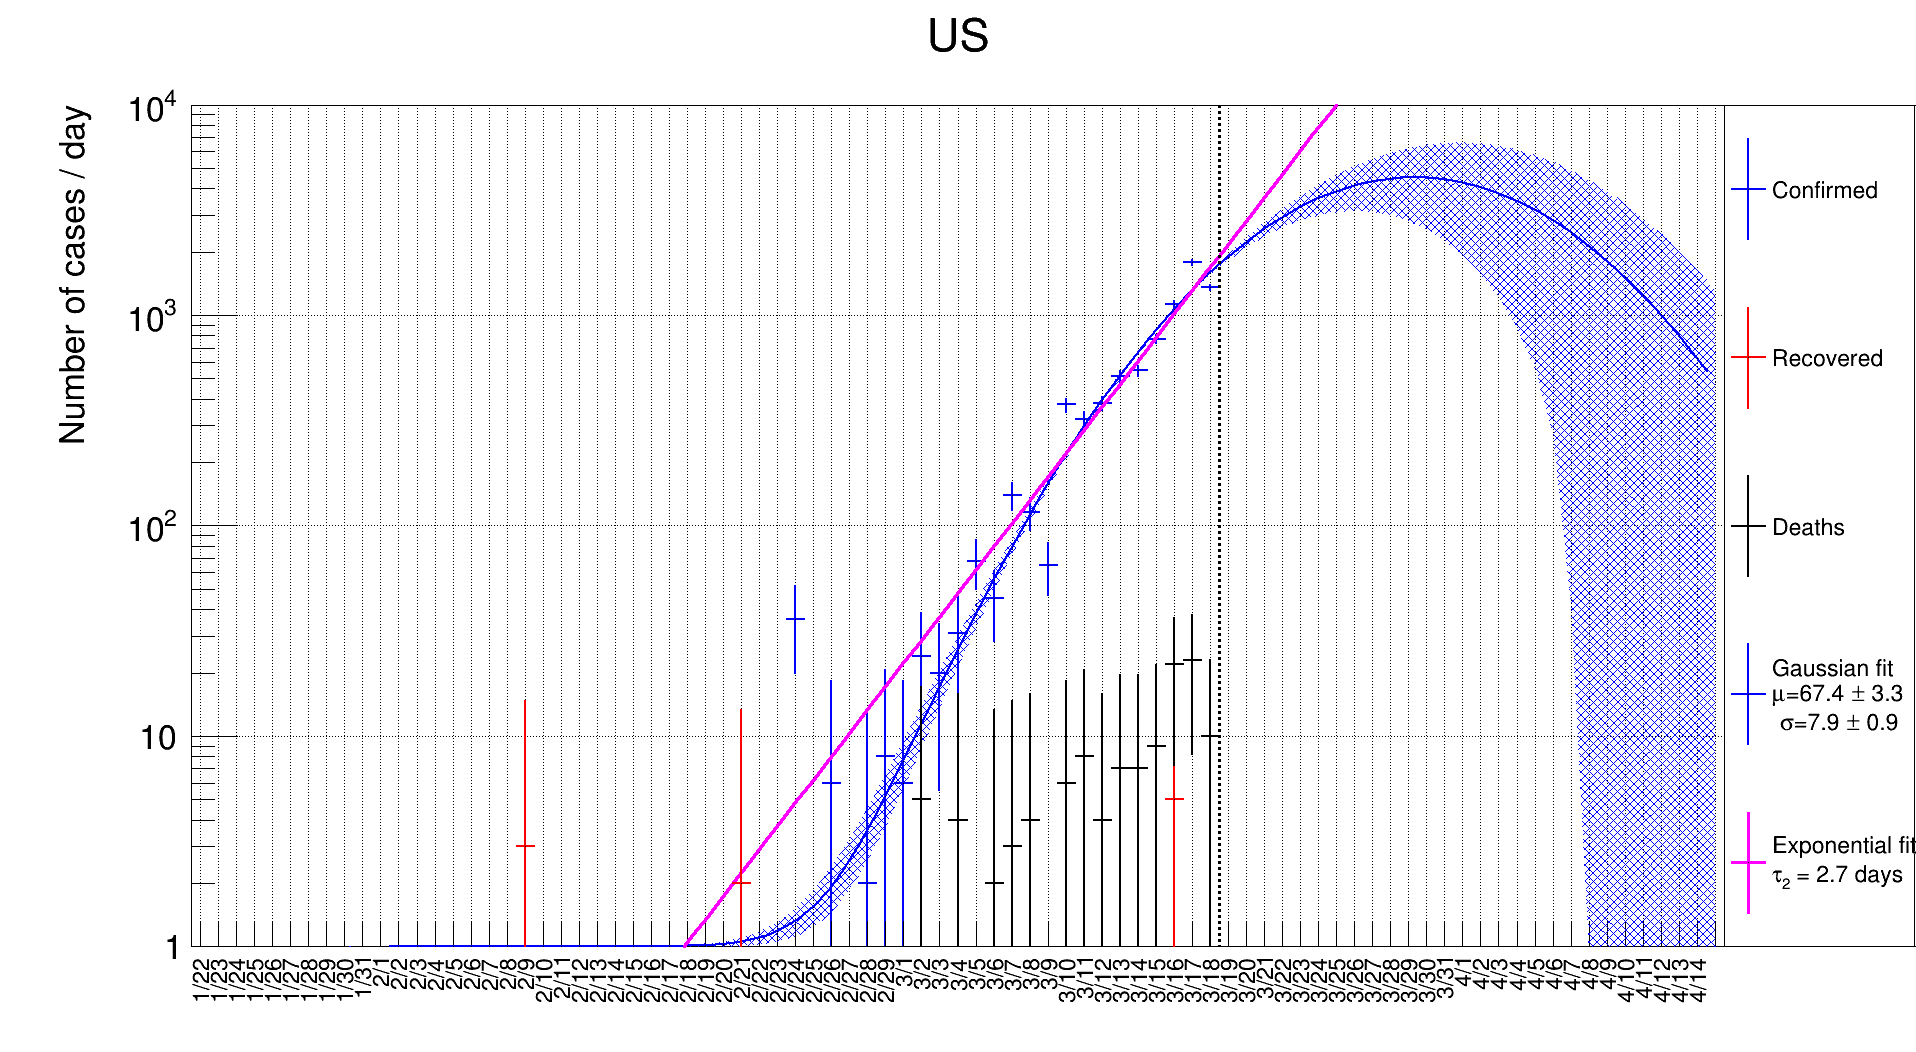 US
Number of cases / day
10⁴
10³
10²
10
1
1/22 1/23 1/24 1/25 1/26 1/27 1/28 1/29 1/30 1/31 2/1 2/2 2/3 2/4 2/5 2/6 2/7 2/8 2/9 2/10 2/11 2/12 2/13 2/14 2/15 2/16 2/17 2/18 2/19 2/20 2/21 2/22 2/23 2/24 2/25 2/26 2/27 2/28 2/29 3/1 3/2 3/3 3/4 3/5 3/6 3/7 3/8 3/9 3/10 3/11 3/12 3/13 3/14 3/15 3/16 3/17 3/18 3/19 3/20 3/21 3/22 3/23 3/24 3/25 3/26 3/27 3/28 3/29 3/30 3/31 4/1 4/2 4/3 4/4 4/5 4/6 4/7 4/8 4/9 4/10 4/11 4/12 4/13 4/14
Confirmed
Recovered
Deaths
Gaussian fit
μ=67.4 ± 3.3
σ=7.9 ± 0.9
Exponential fit
τ₂ = 2.7 days